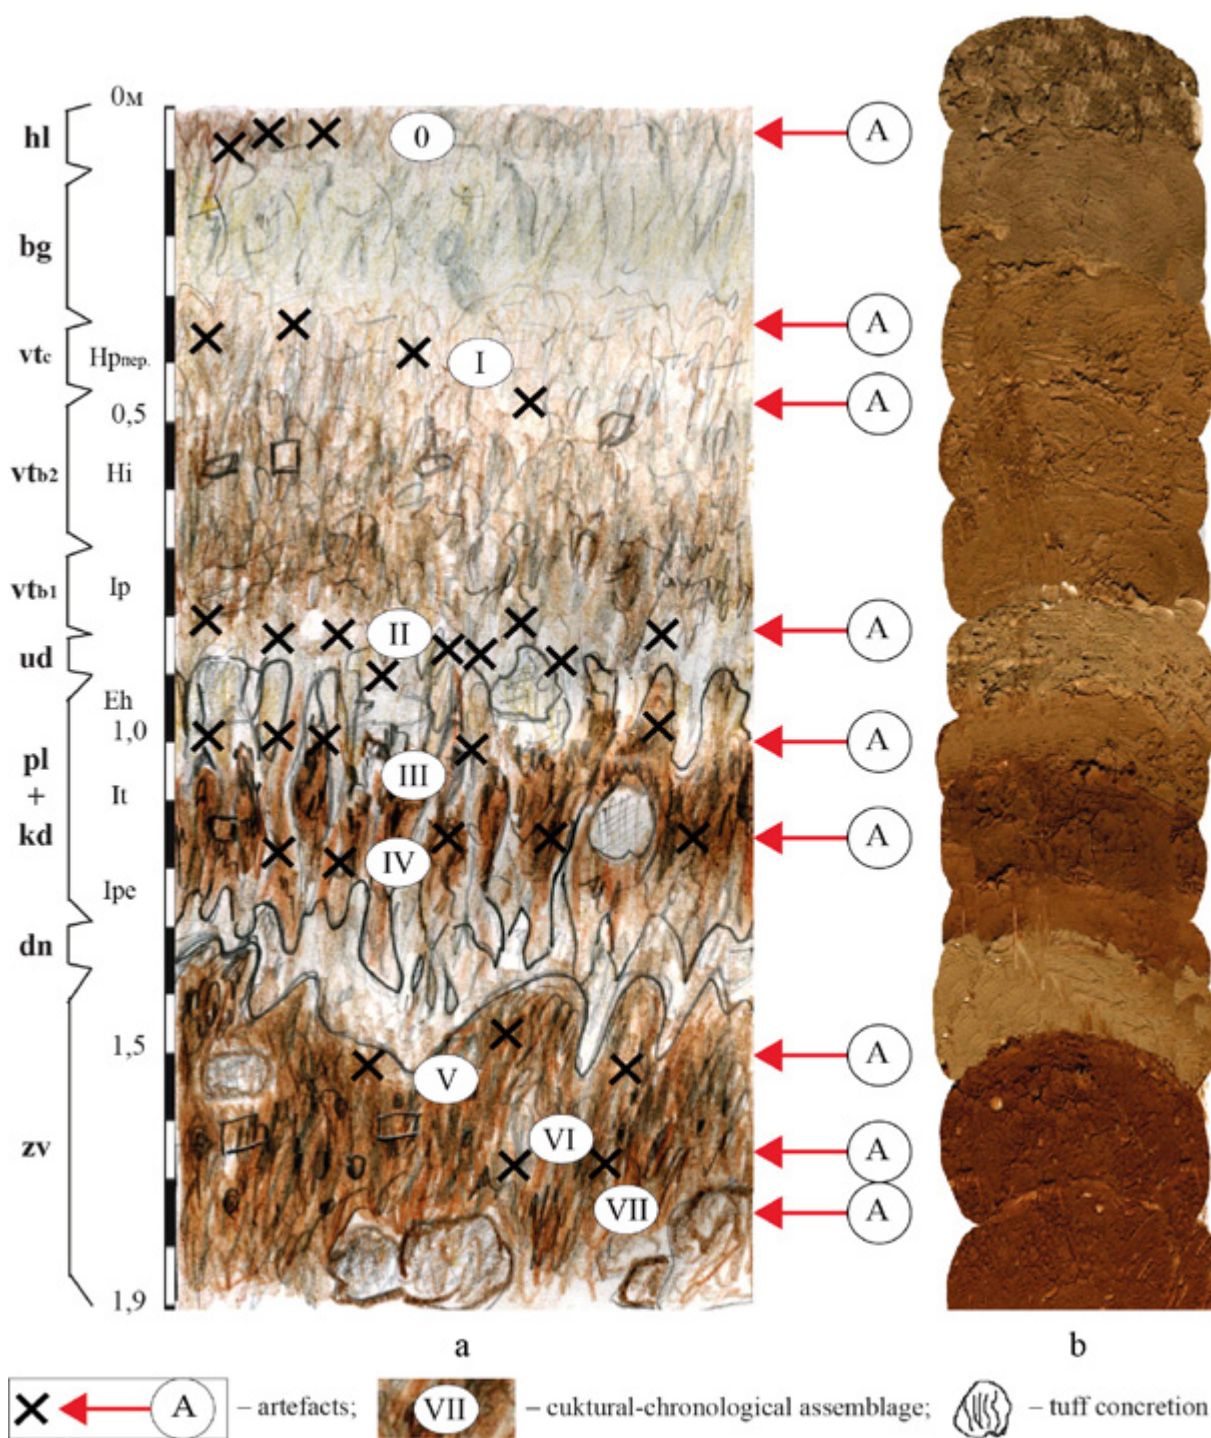 0м
hl
0
A
bg
A
vtc
Hpпер.
I
A
0,5
vtb2
Hi
vtb1
Ip
II
A
ud
Eh
1,0
A
pl
III
+
It
kd
IV
A
Ipe
dn
1,5
A
V
zv
VI
A
VII
A
1,9
a
b
A – artefacts; VII – cuktural-chronological assemblage; – tuff concretion